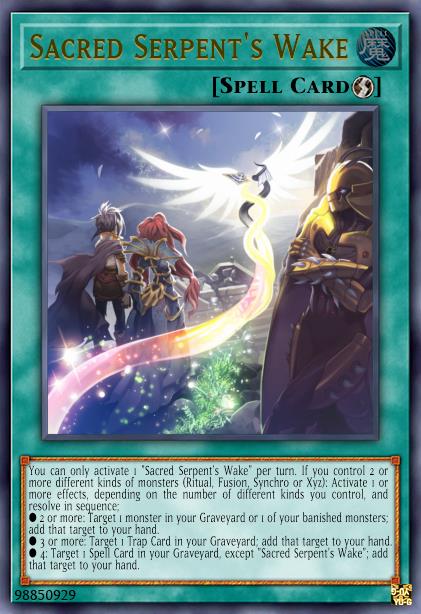 Sacred Serpent's Wake
[Spell Card]
You can only activate 1 "Sacred Serpent's Wake" per turn. If you control 2 or
more different kinds of monsters (Ritual, Fusion, Synchro or Xyz): Activate 1 or
more effects, depending on the number of different kinds you control, and
resolve in sequence;
● 2 or more: Target 1 monster in your Graveyard or 1 of your banished monsters;
add that target to your hand.
● 3 or more: Target 1 Trap Card in your Graveyard; add that target to your hand.
● 4: Target 1 Spell Card in your Graveyard, except "Sacred Serpent's Wake"; add
that target to your hand.
98850929